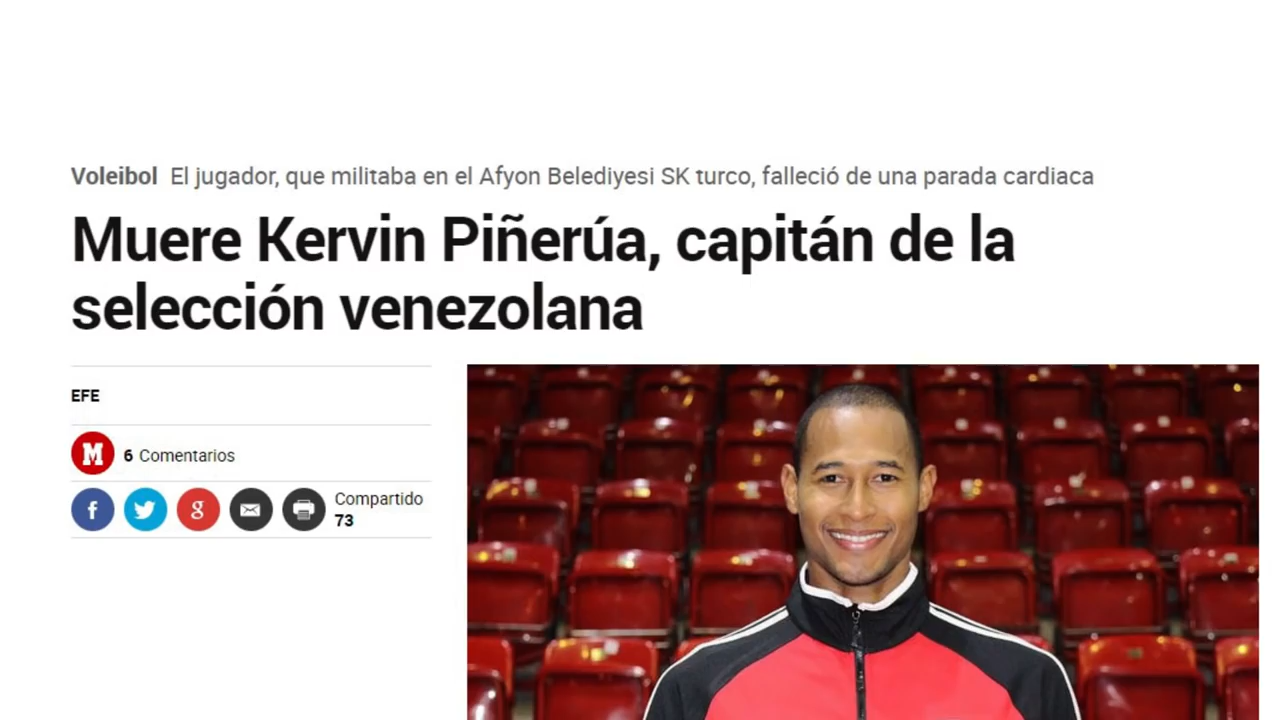 Voleibol El jugador, que militaba en el Afyon Belediyesi SK turco, falleció de una parada cardiaca
Muere Kervin Piñerúa, capitán de la
selección venezolana
EFE
M 6 Comentarios
f g Compartido
73